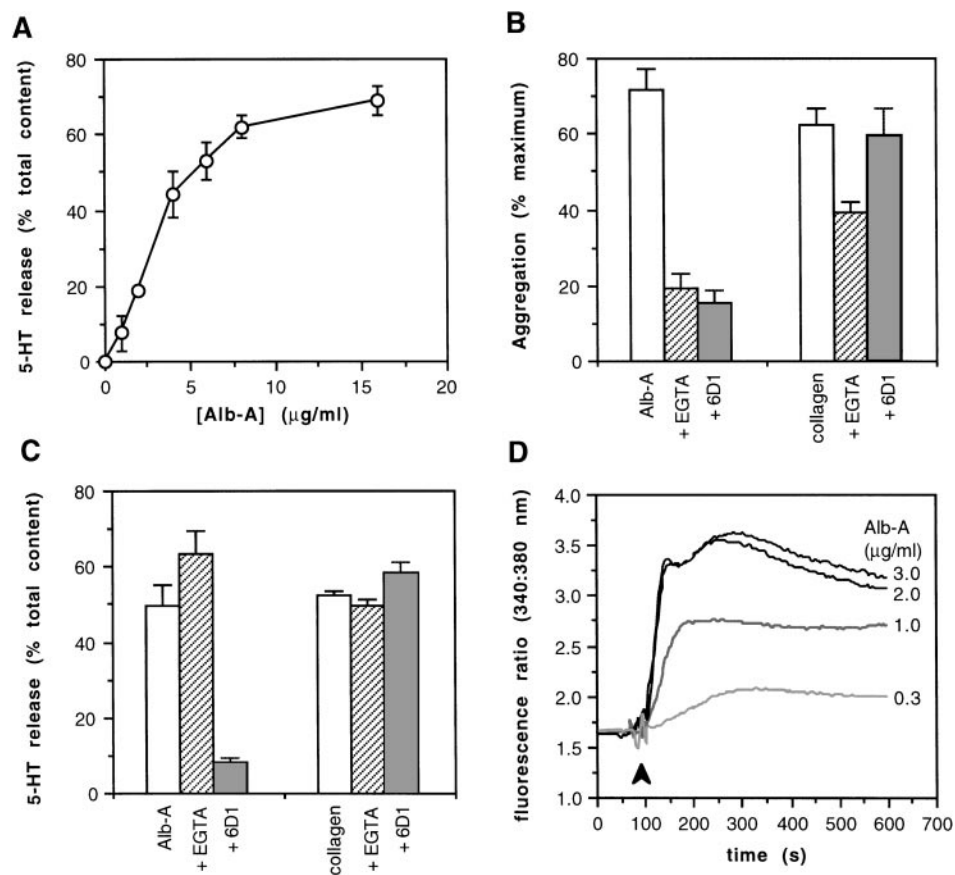 A
5-HT release (% total content)
80
60
40
20
0
0
5
10
15
20
[Alb-A] (µg/ml)
B
Aggregation (% maximum)
80
60
40
20
0
Alb-A
+ EGTA
+ 6D1
collagen
+ EGTA
+ 6D1
C
5-HT release (% total content)
80
60
40
20
0
Alb-A
+ EGTA
+ 6D1
collagen
+ EGTA
+ 6D1
D
fluorescence ratio (340:380 nm)
4.0
3.5
3.0
2.5
2.0
1.5
1.0
Alb-A
(µg/ml)
3.0
2.0
1.0
0.3
0
100
200
300
400
500
600
700
time (s)